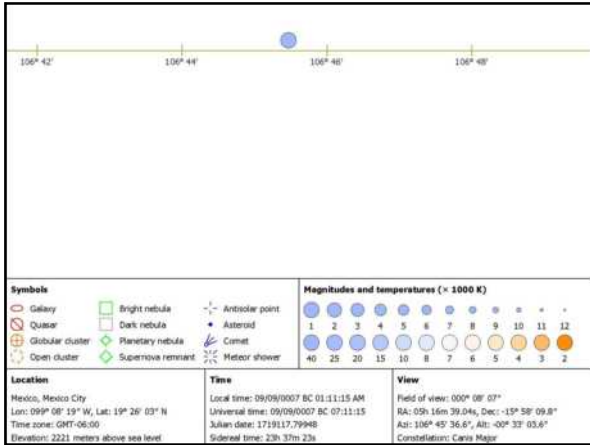 106° 42' 106° 44' 106° 46' 106° 48'
Symbols
Galaxy Bright nebula Antisolar point
Quasar Dark nebula Asteroid
Globular cluster Planetary nebula Comet
Open cluster Supernova remnant Meteor shower
Magnitudes and temperatures (× 1000 K)
1 2 3 4 5 6 7 8 9 10 11 12
40 25 20 15 10 8 7 6 5 4 3 2
Location
Mexico, Mexico City
Lon: 099° 08' 19" W, Lat: 19° 26' 03" N
Time zone: GMT-06:00
Elevation: 2221 meters above sea level
Time
Local time: 09/09/0007 BC 01:11:15 AM
Universal time: 09/09/0007 BC 07:11:15
Julian date: 1719117.79948
Sidereal time: 23h 37m 23s
View
Field of view: 000° 08' 07"
RA: 05h 16m 39.04s, Dec: -15° 58' 09.8"
Azi: 106° 45' 36.6", Alt: -00° 33' 03.6"
Constellation: Canis Major